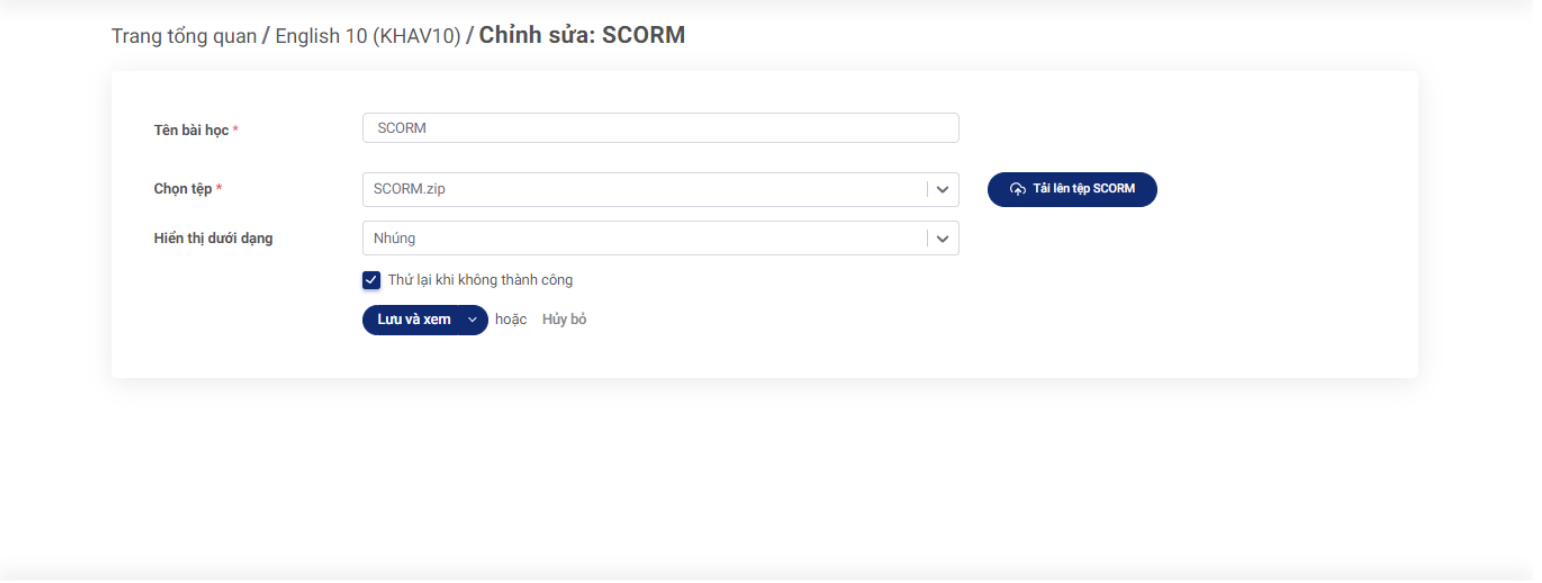 Trang tổng quan / English 10 (KHAV10) / Chỉnh sửa: SCORM
Tên bài học * SCORM
Chọn tệp * SCORM.zip Tải lên tệp SCORM
Hiển thị dưới dạng Nhúng
Thử lại khi không thành công
Lưu và xem hoặc Hủy bỏ